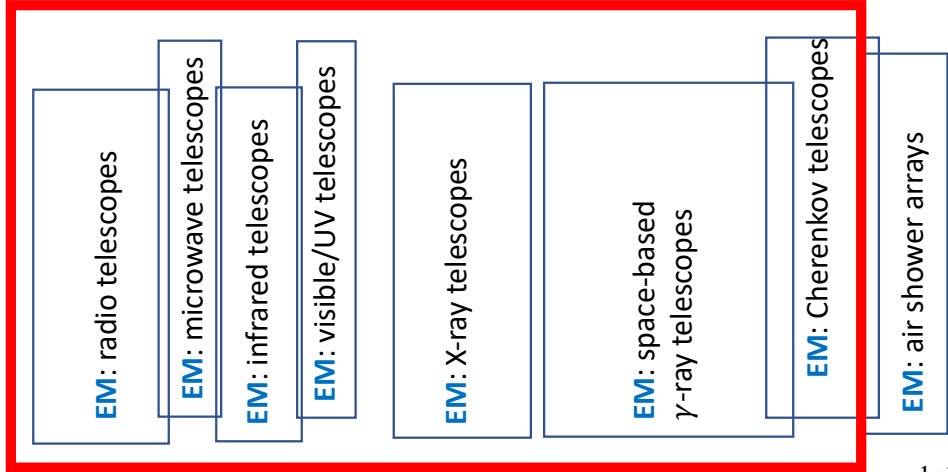 EM: radio telescopes
EM: microwave telescopes
EM: infrared telescopes
EM: visible/UV telescopes
EM: X-ray telescopes
EM: space-based
γ-ray telescopes
EM: Cherenkov telescopes
EM: air shower arrays